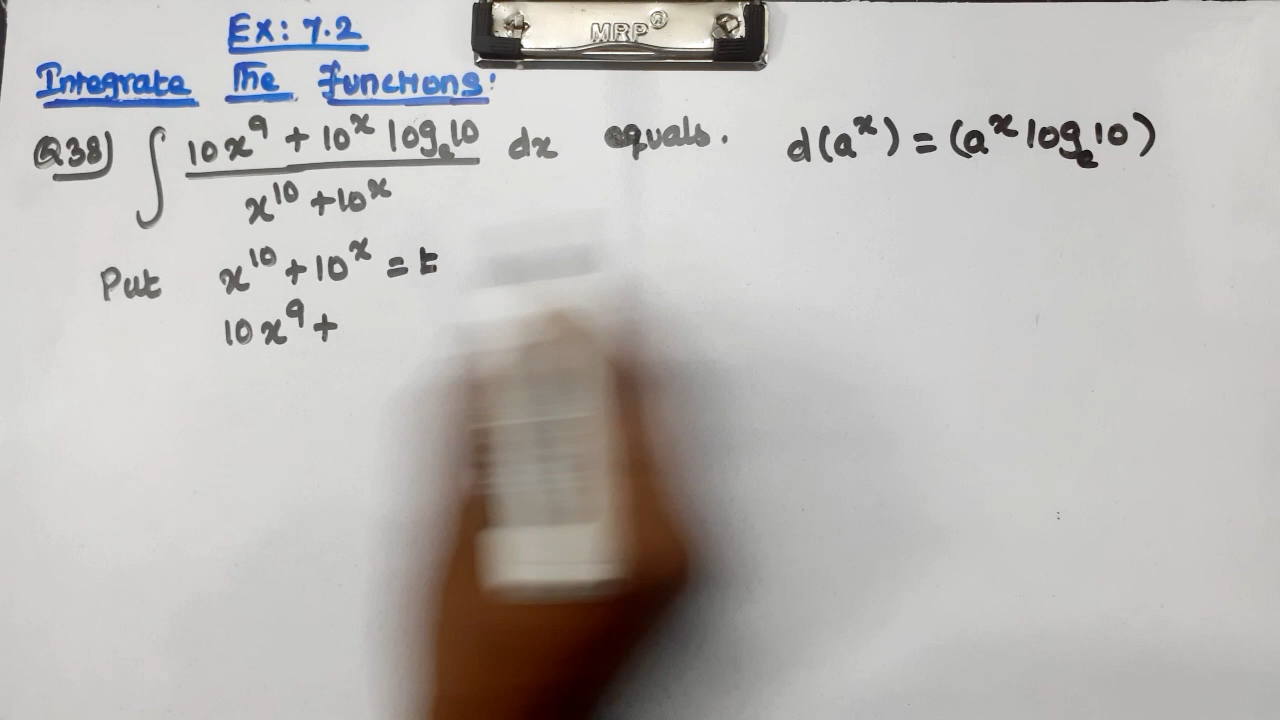 MRP®
Ex: 7.2
Integrate The functions:
Q38) ∫ 10x⁹ + 10ˣ logₑ10 / x¹⁰ + 10ˣ dx equals. d(aˣ) = (aˣ logₑ10)
Put x¹⁰ + 10ˣ = t
10x⁹ +